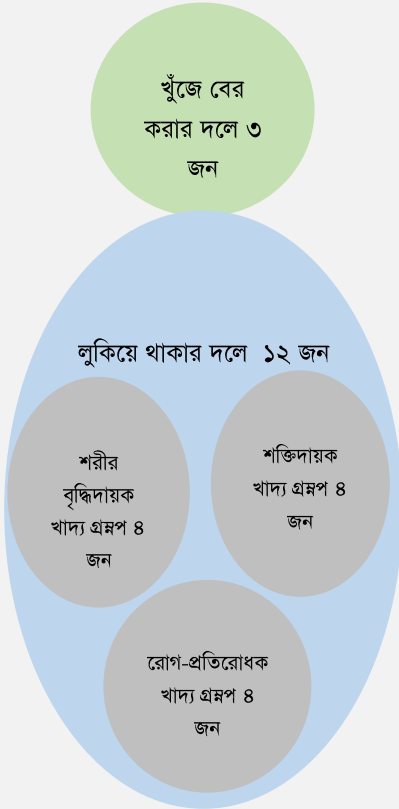 খুঁজে বের
করার দলে ৩
জন
লুকিয়ে থাকার দলে ১২ জন
শরীর
বৃদ্ধিদায়ক
খাদ্য গ্রম্নপ ৪
জন
শক্তিদায়ক
খাদ্য গ্রম্নপ ৪
জন
রোগ-প্রতিরোধক
খাদ্য গ্রম্নপ ৪
জন